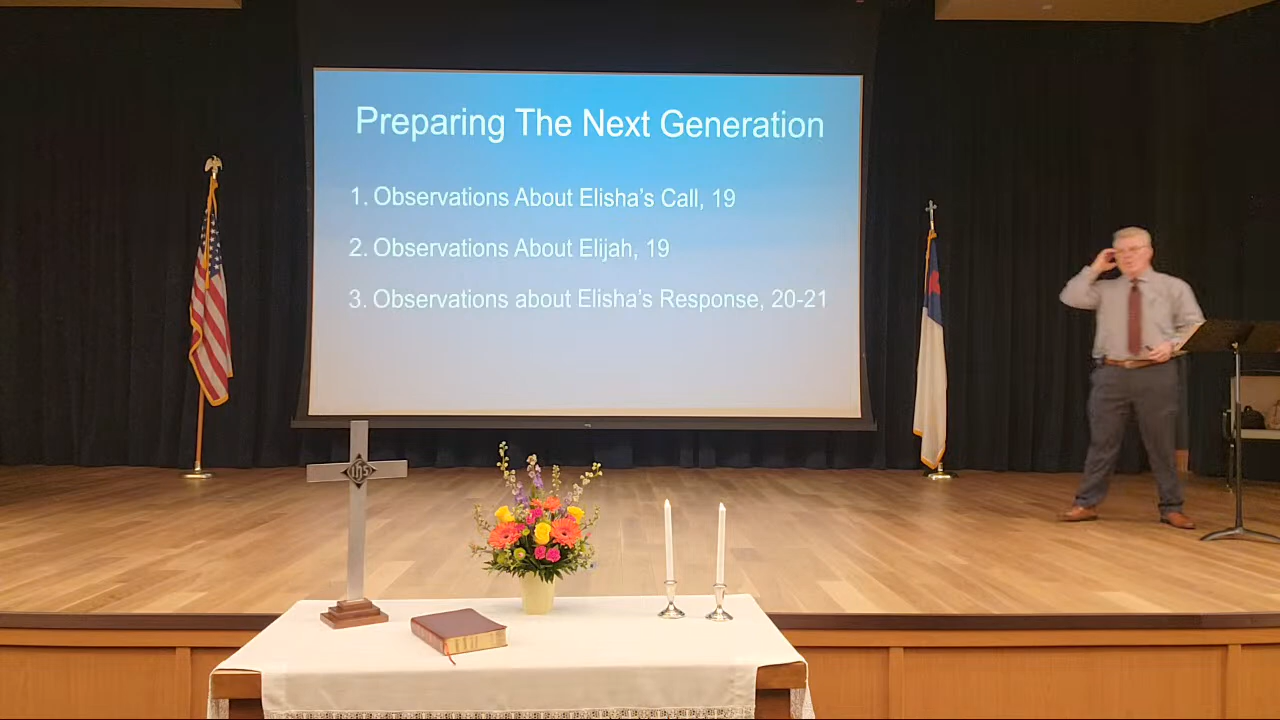 Preparing The Next Generation
1. Observations About Elisha's Call, 19
2. Observations About Elijah, 19
3. Observations about Elisha's Response, 20-21
IHS